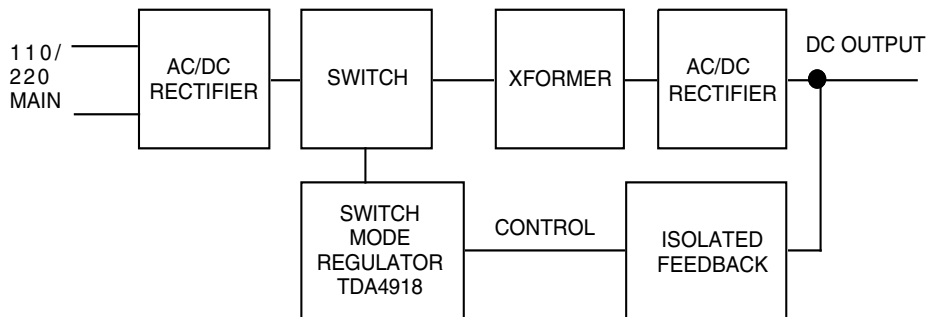 110/
220
MAIN
AC/DC
RECTIFIER
SWITCH
XFORMER
AC/DC
RECTIFIER
DC OUTPUT
SWITCH
MODE
REGULATOR
TDA4918
CONTROL
ISOLATED
FEEDBACK